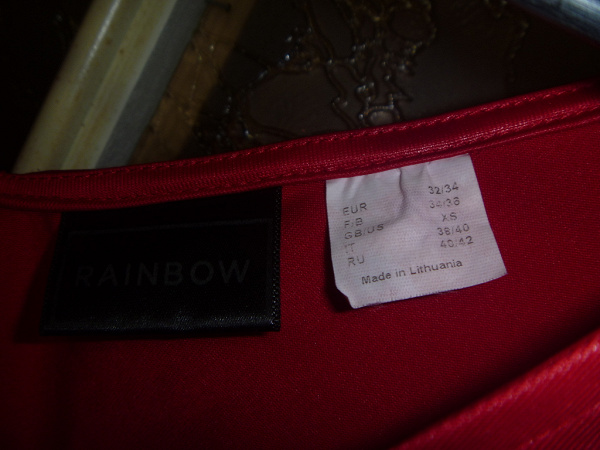 RAINBOW
EUR 32/34
F/B 34/36
GB/US XS
IT 38/40
RU 40/42
Made in Lithuania